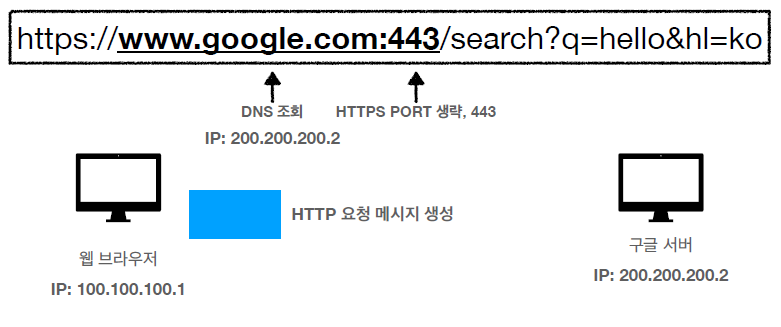 https://www.google.com:443/search?q=hello&hl=ko
DNS 조회
HTTPS PORT 생략, 443
IP: 200.200.200.2
HTTP 요청 메시지 생성
웹 브라우저
IP: 100.100.100.1
구글 서버
IP: 200.200.200.2